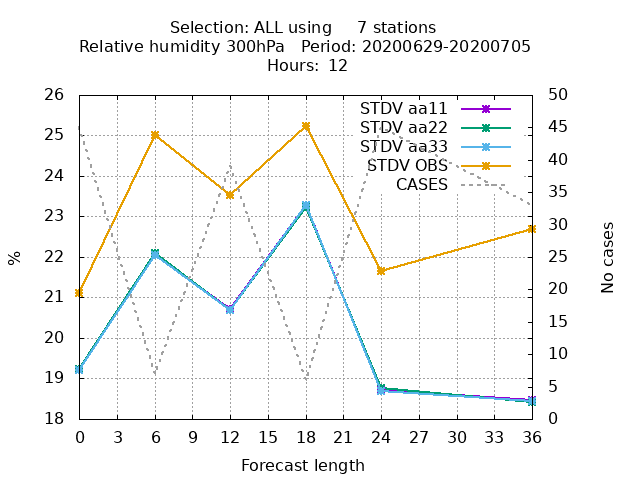 Selection: ALL using     7 stations
Relative humidity 300hPa   Period: 20200629-20200705
Hours: 12
STDV aa11
STDV aa22
STDV aa33
STDV OBS
CASES
26
25
24
23
22
21
20
19
18
%
50
45
40
35
30
25
20
15
10
5
0
No cases
0 3 6 9 12 15 18 21 24 27 30 33 36
Forecast length